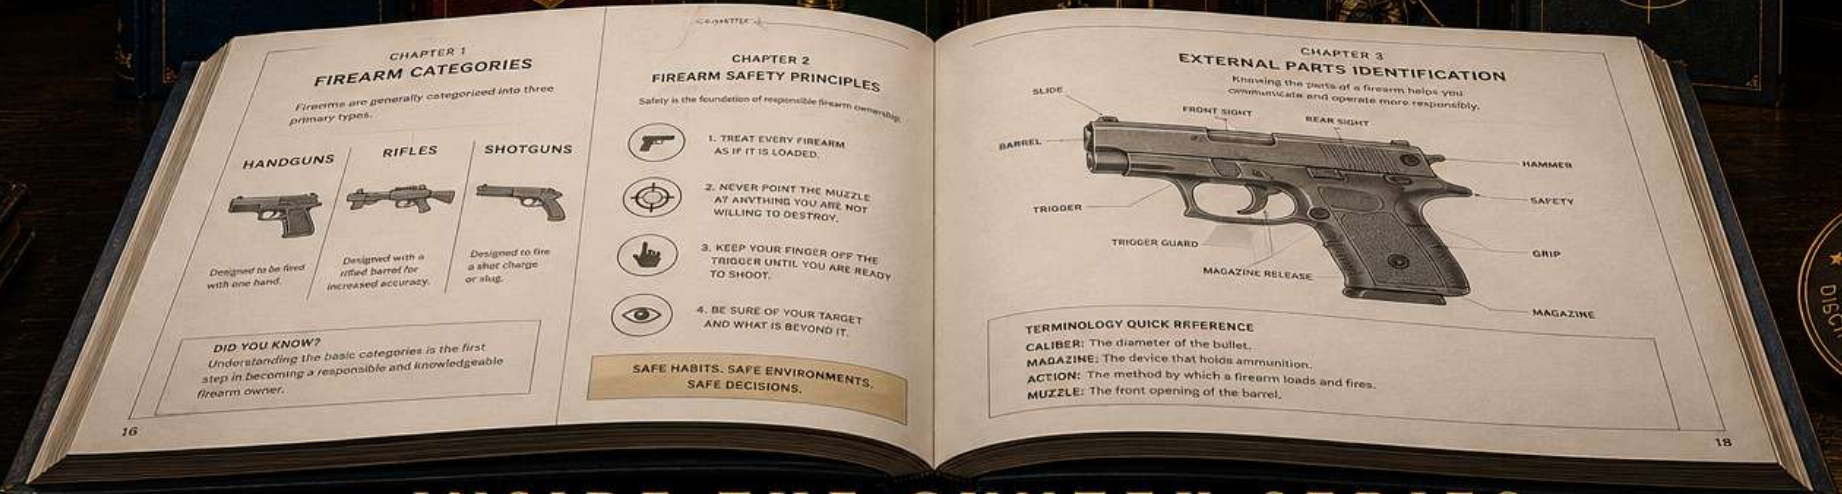 CHAPTER 1
FIREARM CATEGORIES
Firearms are generally categorized into three
primary types.
HANDGUNS
RIFLES
SHOTGUNS
Designed to be fired
with one hand.
Designed with a
rifled barrel for
increased accuracy.
Designed to fire
a shot charge
or slug.
DID YOU KNOW?
Understanding the basic categories is the first
step in becoming a responsible and knowledgeable
firearm owner.
16
CHAPTER 2
FIREARM SAFETY PRINCIPLES
Safety is the foundation of responsible firearm ownership.
1. TREAT EVERY FIREARM
AS IF IT IS LOADED.
2. NEVER POINT THE MUZZLE
AT ANYTHING YOU ARE NOT
WILLING TO DESTROY.
3. KEEP YOUR FINGER OFF THE
TRIGGER UNTIL YOU ARE READY
TO SHOOT.
4. BE SURE OF YOUR TARGET
AND WHAT IS BEYOND IT.
SAFE HABITS. SAFE ENVIRONMENTS.
SAFE DECISIONS.
CHAPTER 3
EXTERNAL PARTS IDENTIFICATION
Knowing the parts of a firearm helps you
communicate and operate more responsibly.
SLIDE
FRONT SIGHT
REAR SIGHT
BARREL
HAMMER
SAFETY
TRIGGER
TRIGGER GUARD
GRIP
MAGAZINE RELEASE
MAGAZINE
TERMINOLOGY QUICK RRFERENCE
CALIBER: The diameter of the bullet.
MAGAZINE: The device that holds ammunition.
ACTION: The method by which a firearm loads and fires.
MUZZLE: The front opening of the barrel.
18